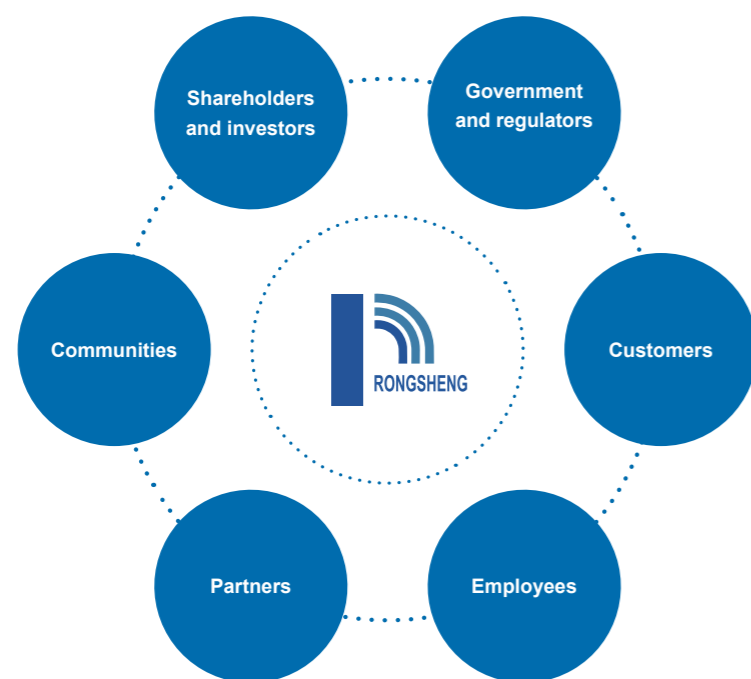 Shareholders
and investors
Government
and regulators
Communities
RONGSHENG
Customers
Partners
Employees